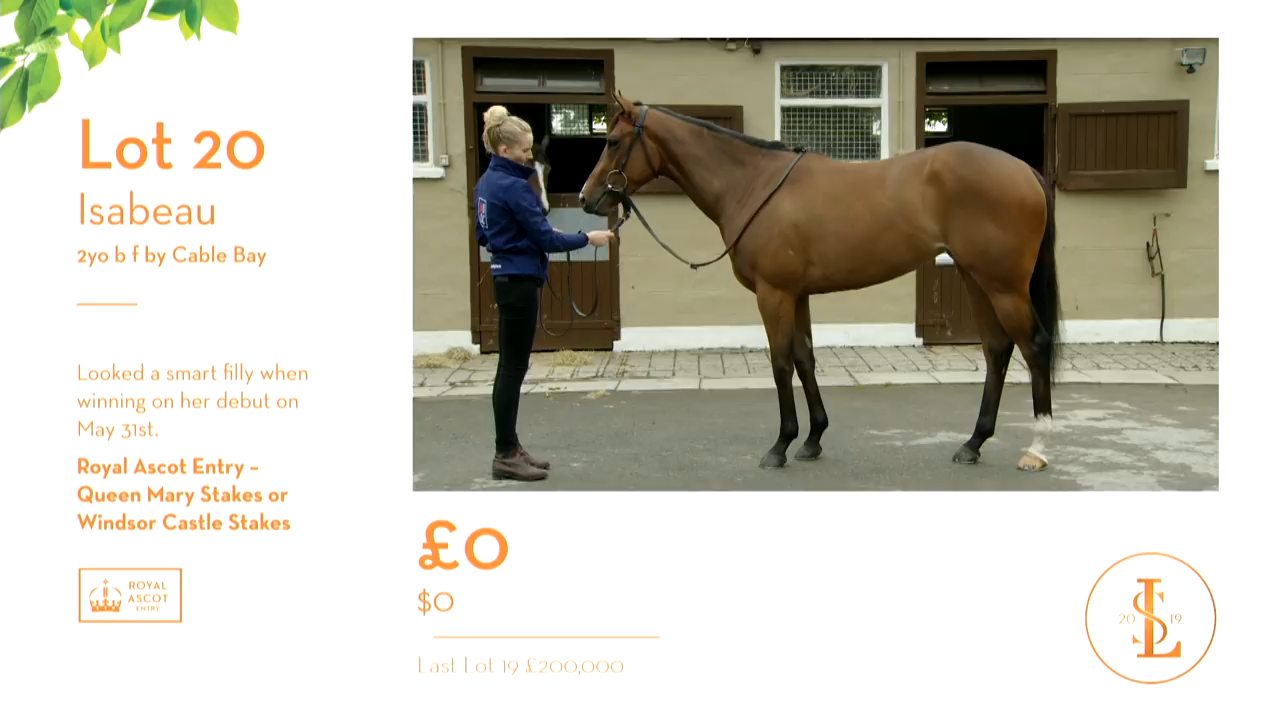 Lot 20
Isabeau
2yo b f by Cable Bay
Looked a smart filly when
winning on her debut on
May 31st.
Royal Ascot Entry –
Queen Mary Stakes or
Windsor Castle Stakes
ROYAL
ASCOT
ENTRY
£0
$0
Last Lot 19 £200,000
20 SL 19